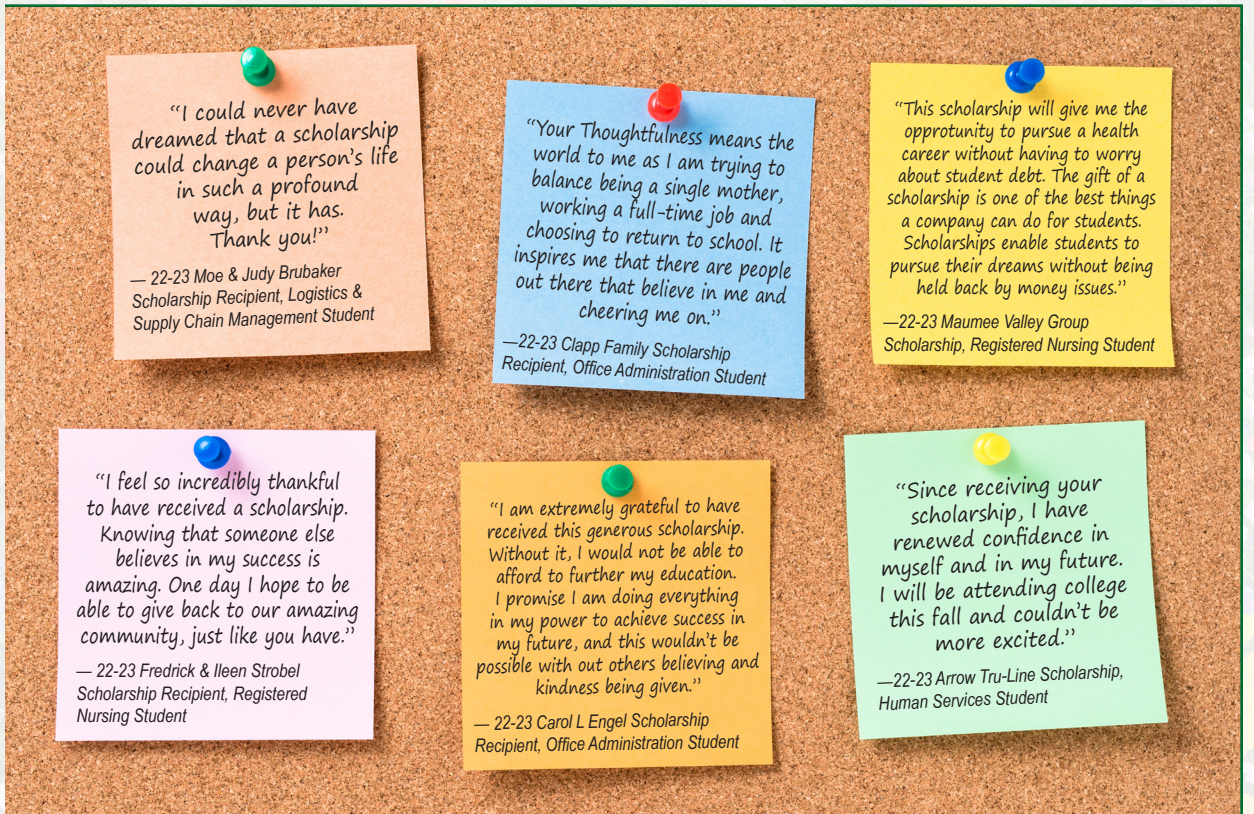 “I could never have
dreamed that a scholarship
could change a person’s life
in such a profound
way, but it has.
Thank you!”
— 22-23 Moe & Judy Brubaker
Scholarship Recipient, Logistics &
Supply Chain Management Student
“Your Thoughtfulness means the
world to me as I am trying to
balance being a single mother,
working a full-time job and
choosing to return to school. It
inspires me that there are people
out there that believe in me and
cheering me on.”
—22-23 Clapp Family Scholarship
Recipient, Office Administration Student
“This scholarship will give me the
opprotunity to pursue a health
career without having to worry
about student debt. The gift of a
scholarship is one of the best things
a company can do for students.
Scholarships enable students to
pursue their dreams without being
held back by money issues.”
—22-23 Maumee Valley Group
Scholarship, Registered Nursing Student
“I feel so incredibly thankful
to have received a scholarship.
Knowing that someone else
believes in my success is
amazing. One day I hope to be
able to give back to our amazing
community, just like you have.”
— 22-23 Fredrick & Ileen Strobel
Scholarship Recipient, Registered
Nursing Student
“I am extremely grateful to have
received this generous scholarship.
Without it, I would not be able to
afford to further my education.
I promise I am doing everything
in my power to achieve success in
my future, and this wouldn’t be
possible with out others believing and
kindness being given.”
— 22-23 Carol L Engel Scholarship
Recipient, Office Administration Student
“Since receiving your
scholarship, I have
renewed confidence in
myself and in my future.
I will be attending college
this fall and couldn’t be
more excited.”
—22-23 Arrow Tru-Line Scholarship,
Human Services Student